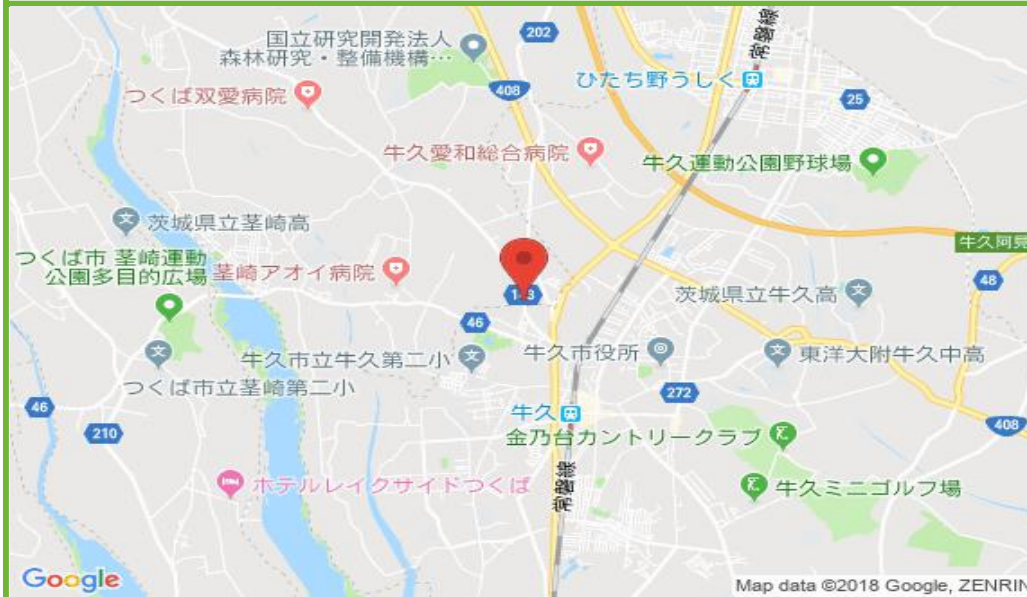 国立研究開発法人
森林研究・整備機構…
202
常磐線
ひたち野うしく
つくば双愛病院
408
25
牛久愛和総合病院
牛久運動公園野球場
茨城県立茎崎高
つくば市 茎崎運動
公園多目的広場
茎崎アオイ病院
牛久阿見
48
茨城県立牛久高
46
牛久市立牛久第二小
牛久市役所
東洋大附牛久中高
つくば市立茎崎第二小
272
46
210
牛久
408
金乃台カントリークラブ
ホテルレイクサイドつくば
常磐線
牛久ミニゴルフ場
Google
Map data ©2018 Google, ZENRIN